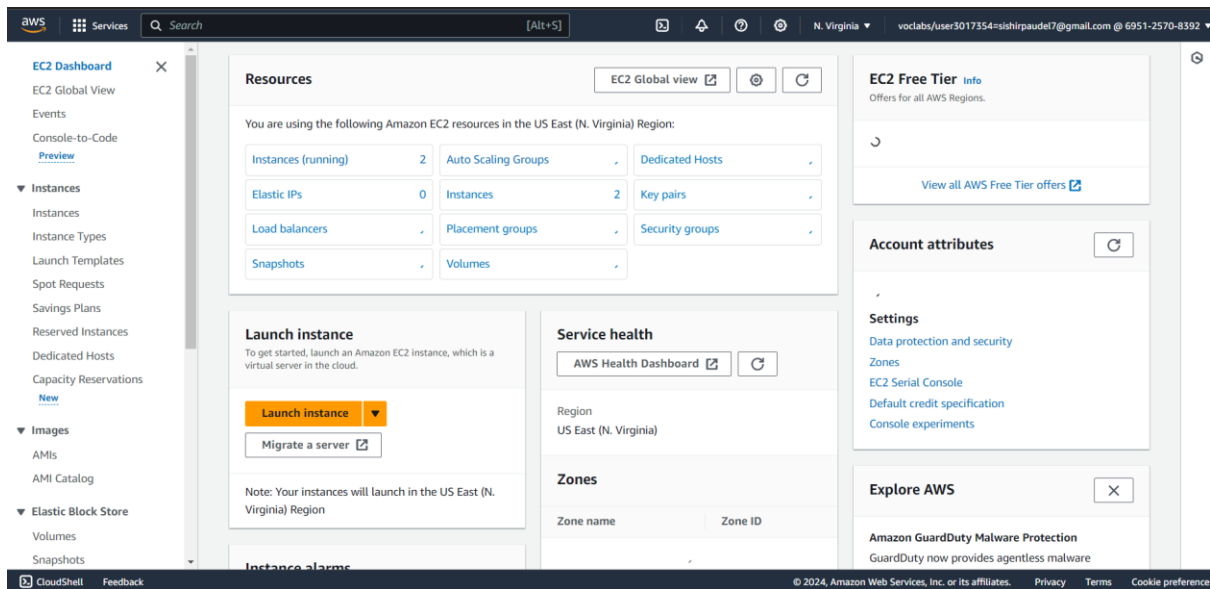 aws
Services
Search
[Alt+S]
N. Virginia
voclabs/user3017354=sishirpaudel7@gmail.com @ 6951-2570-8392
EC2 Dashboard
EC2 Global View
Events
Console-to-Code
Preview
Instances
Instances
Instance Types
Launch Templates
Spot Requests
Savings Plans
Reserved Instances
Dedicated Hosts
Capacity Reservations
New
Images
AMIs
AMI Catalog
Elastic Block Store
Volumes
Snapshots
Resources
EC2 Global view
You are using the following Amazon EC2 resources in the US East (N. Virginia) Region:
Instances (running) 2
Auto Scaling Groups
Dedicated Hosts
Elastic IPs 0
Instances 2
Key pairs
Load balancers
Placement groups
Security groups
Snapshots
Volumes
Launch instance
To get started, launch an Amazon EC2 instance, which is a
virtual server in the cloud.
Launch instance
Migrate a server
Note: Your instances will launch in the US East (N.
Virginia) Region
Instance alarms
Service health
AWS Health Dashboard
Region
US East (N. Virginia)
Zones
Zone name Zone ID
EC2 Free Tier Info
Offers for all AWS Regions.
View all AWS Free Tier offers
Account attributes
Settings
Data protection and security
Zones
EC2 Serial Console
Default credit specification
Console experiments
Explore AWS
Amazon GuardDuty Malware Protection
GuardDuty now provides agentless malware
CloudShell
Feedback
© 2024, Amazon Web Services, Inc. or its affiliates.
Privacy
Terms
Cookie preference